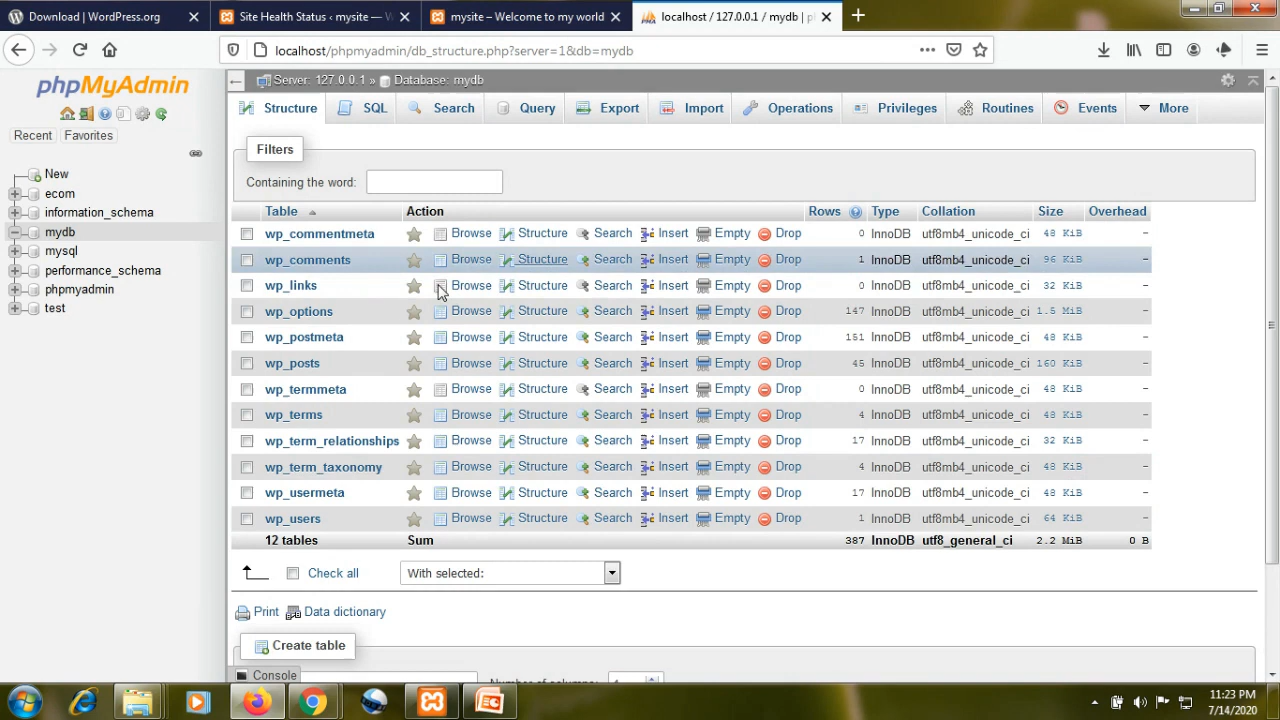 Download | WordPress.org
Site Health Status ‹ mysite — W
mysite – Welcome to my world
localhost / 127.0.0.1 / mydb | p
localhost/phpmyadmin/db_structure.php?server=1&db=mydb
phpMyAdmin
Recent Favorites
New
ecom
information_schema
mydb
mysql
performance_schema
phpmyadmin
test
Server: 127.0.0.1 » Database: mydb
Structure SQL Search Query Export Import Operations Privileges Routines Events More
Filters
Containing the word:
Table Action Rows Type Collation Size Overhead
wp_commentmeta Browse Structure Search Insert Empty Drop 0 InnoDB utf8mb4_unicode_ci 48 KiB -
wp_comments Browse Structure Search Insert Empty Drop 1 InnoDB utf8mb4_unicode_ci 96 KiB -
wp_links Browse Structure Search Insert Empty Drop 0 InnoDB utf8mb4_unicode_ci 32 KiB -
wp_options Browse Structure Search Insert Empty Drop 147 InnoDB utf8mb4_unicode_ci 1.5 MiB -
wp_postmeta Browse Structure Search Insert Empty Drop 151 InnoDB utf8mb4_unicode_ci 48 KiB -
wp_posts Browse Structure Search Insert Empty Drop 45 InnoDB utf8mb4_unicode_ci 160 KiB -
wp_termmeta Browse Structure Search Insert Empty Drop 0 InnoDB utf8mb4_unicode_ci 48 KiB -
wp_terms Browse Structure Search Insert Empty Drop 4 InnoDB utf8mb4_unicode_ci 48 KiB -
wp_term_relationships Browse Structure Search Insert Empty Drop 17 InnoDB utf8mb4_unicode_ci 32 KiB -
wp_term_taxonomy Browse Structure Search Insert Empty Drop 4 InnoDB utf8mb4_unicode_ci 48 KiB -
wp_usermeta Browse Structure Search Insert Empty Drop 17 InnoDB utf8mb4_unicode_ci 48 KiB -
wp_users Browse Structure Search Insert Empty Drop 1 InnoDB utf8mb4_unicode_ci 64 KiB -
12 tables Sum 387 InnoDB utf8_general_ci 2.2 MiB 0 B
Check all With selected:
Print Data dictionary
Create table
Console
Number of columns:
11:23 PM
7/14/2020